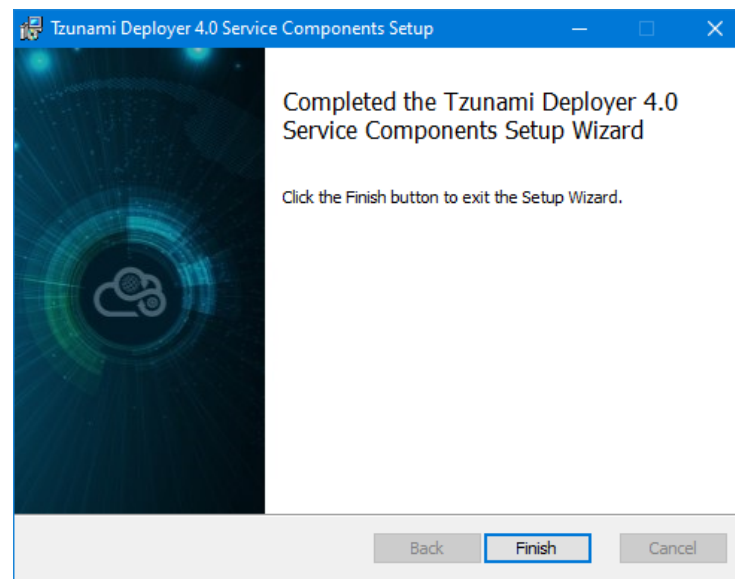 Tzunami Deployer 4.0 Service Components Setup
Completed the Tzunami Deployer 4.0
Service Components Setup Wizard
Click the Finish button to exit the Setup Wizard.
Back
Finish
Cancel